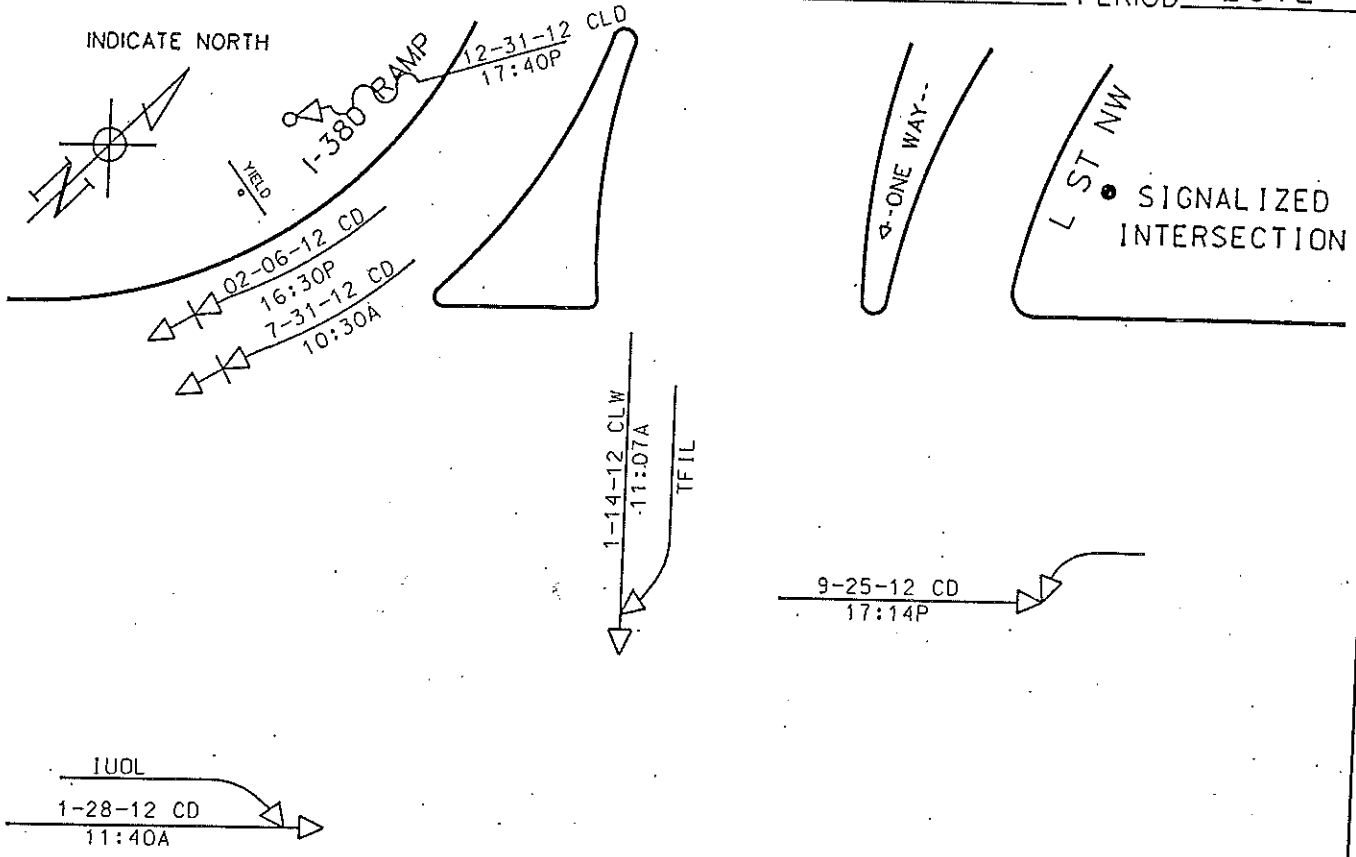 PERIOD 2012
INDICATE NORTH
N
I-380 RAMP
12-31-12 CLD
17:40P
YIELD
02-06-12 CD
16:30P
7-31-12 CD
10:30A
--ONE WAY--
L ST NW
SIGNALIZED
INTERSECTION
1-14-12 CLW
11:07A
TFIL
9-25-12 CD
17:14P
IUOL
1-28-12 CD
11:40A